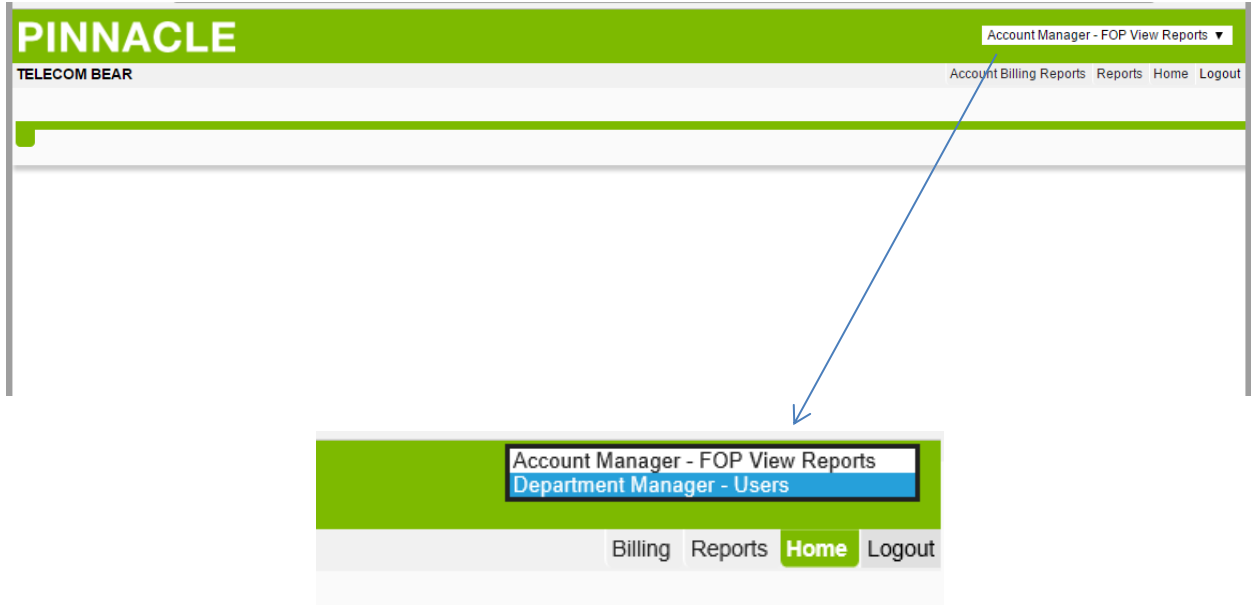 PINNACLE
Account Manager - FOP View Reports ▼
TELECOM BEAR
Account Billing Reports Reports Home Logout
Account Manager - FOP View Reports
Department Manager - Users
Billing Reports Home Logout